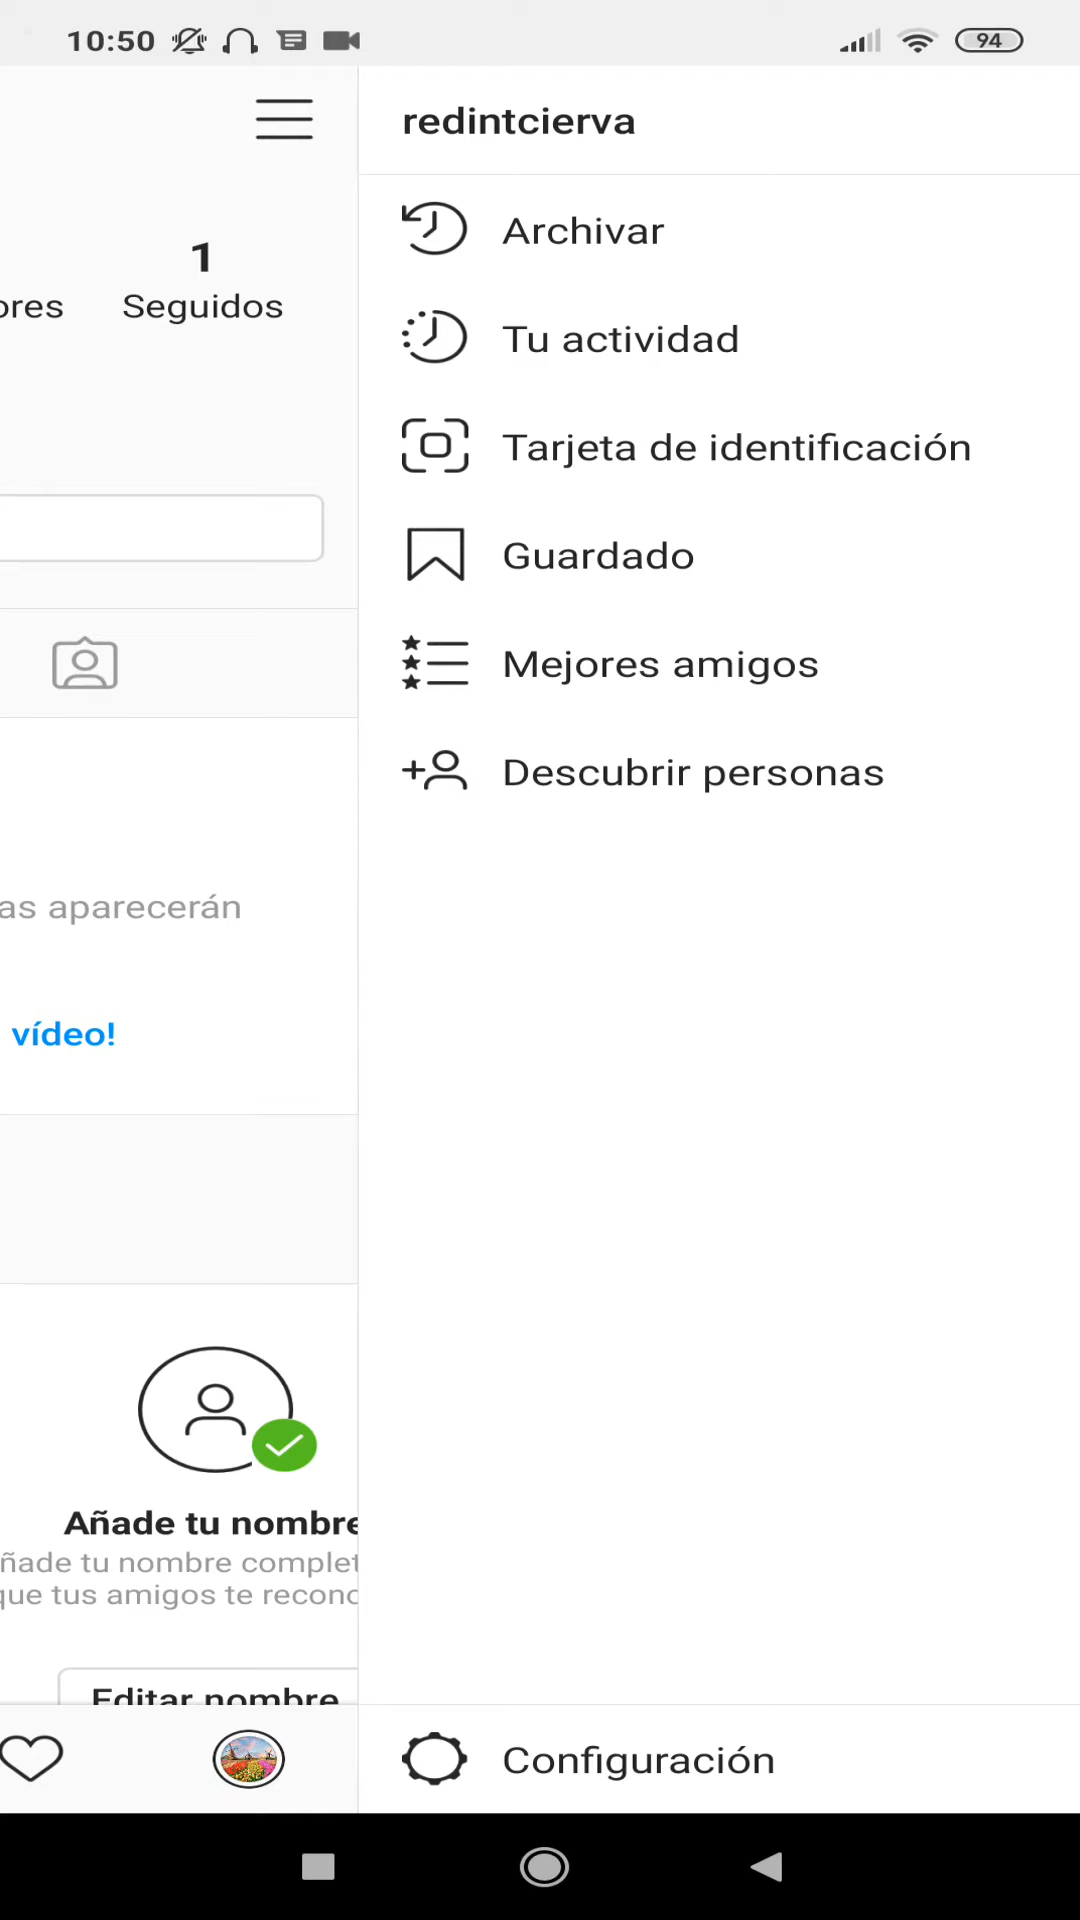 10:50
94
redintcierva
Archivar
1
ores
Seguidos
Tu actividad
Tarjeta de identificación
Guardado
Mejores amigos
Descubrir personas
as aparecerán
vídeo!
Añade tu nombre
ñade tu nombre complet
que tus amigos te recono
Editar nombre
Configuración